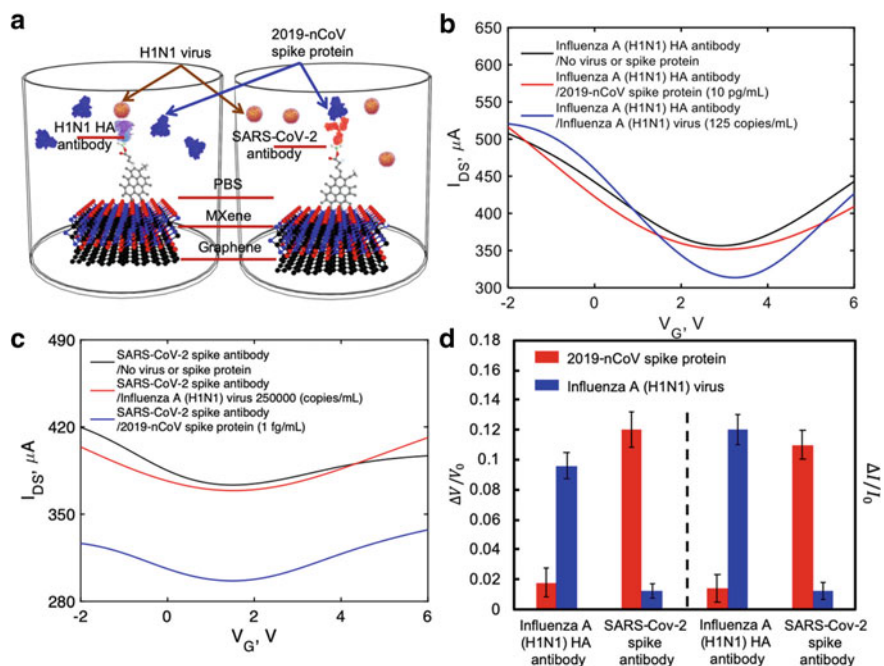 a
H1N1 virus
2019-nCoV
spike protein
H1N1 HA
antibody
SARS-CoV-2
antibody
PBS
MXene
Graphene
b
650
600
550
500
450
400
350
300
-2
0
2
4
6
I_DS, μA
V_G, V
Influenza A (H1N1) HA antibody
/No virus or spike protein
Influenza A (H1N1) HA antibody
/2019-nCoV spike protein (10 pg/mL)
Influenza A (H1N1) HA antibody
/Influenza A (H1N1) virus (125 copies/mL)
c
490
420
350
280
-2
0
2
4
6
I_DS, μA
V_G, V
SARS-CoV-2 spike antibody
/No virus or spike protein
SARS-CoV-2 spike antibody
/Influenza A (H1N1) virus 250000 (copies/mL)
SARS-CoV-2 spike antibody
/2019-nCoV spike protein (1 fg/mL)
d
0.18
0.16
0.14
0.12
0.1
0.08
0.06
0.04
0.02
0
ΔV/V₀
ΔI/I₀
2019-nCoV spike protein
Influenza A (H1N1) virus
Influenza A
(H1N1) HA
antibody
SARS-Cov-2
spike
antibody
Influenza A
(H1N1) HA
antibody
SARS-Cov-2
spike
antibody